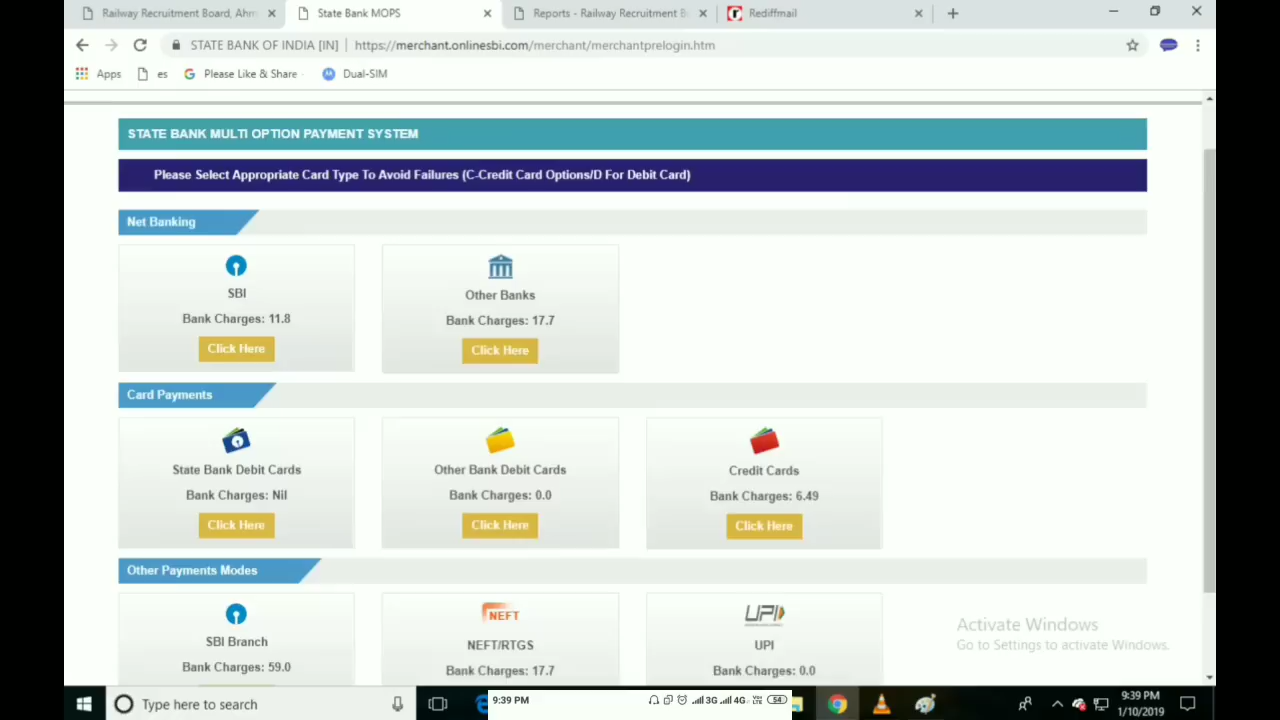 Railway Recruitment Board, Ahm
State Bank MOPS
Reports - Railway Recruitment B
Rediffmail
STATE BANK OF INDIA [IN] | https://merchant.onlinesbi.com/merchant/merchantprelogin.htm
Apps es Please Like & Share Dual-SIM
STATE BANK MULTI OPTION PAYMENT SYSTEM
Please Select Appropriate Card Type To Avoid Failures (C-Credit Card Options/D For Debit Card)
Net Banking
SBI
Bank Charges: 11.8
Click Here
Other Banks
Bank Charges: 17.7
Click Here
Card Payments
State Bank Debit Cards
Bank Charges: Nil
Click Here
Other Bank Debit Cards
Bank Charges: 0.0
Click Here
Credit Cards
Bank Charges: 6.49
Click Here
Other Payments Modes
SBI Branch
Bank Charges: 59.0
NEFT
NEFT/RTGS
Bank Charges: 17.7
UPI
UPI
Bank Charges: 0.0
Activate Windows
Go to Settings to activate Windows.
Type here to search
9:39 PM
3G 4G 54
9:39 PM
1/10/2019